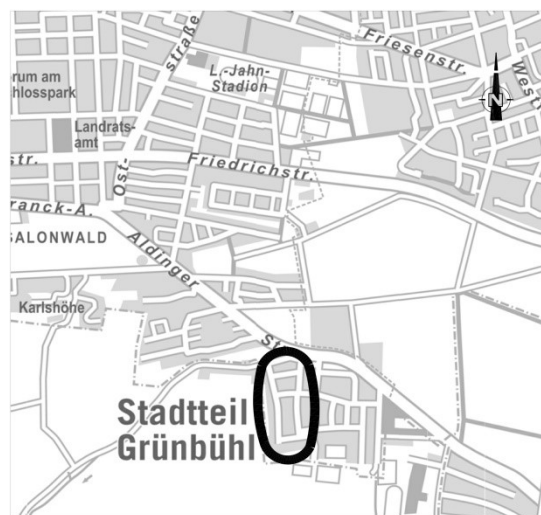 Friesenstr.
straße
L.-Jahn-
Stadion
rum am
hlosspark
Landrats-
amt
N
str.
Ost-
Friedrichstr.
ranck-A.
SALONWALD
Aldinger
Karlshöhe
St
Stadtteil
Grünbühl